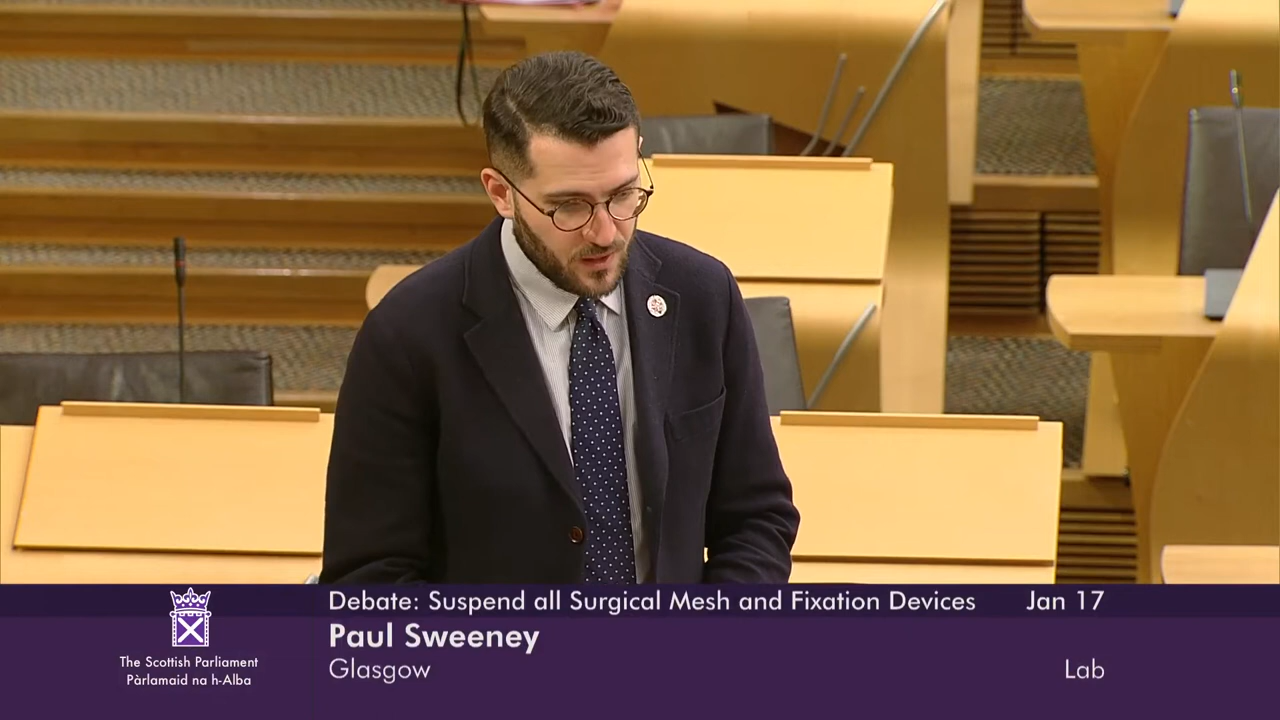 Debate: Suspend all Surgical Mesh and Fixation Devices Jan 17
Paul Sweeney
Glasgow Lab
The Scottish Parliament
Pàrlamaid na h-Alba